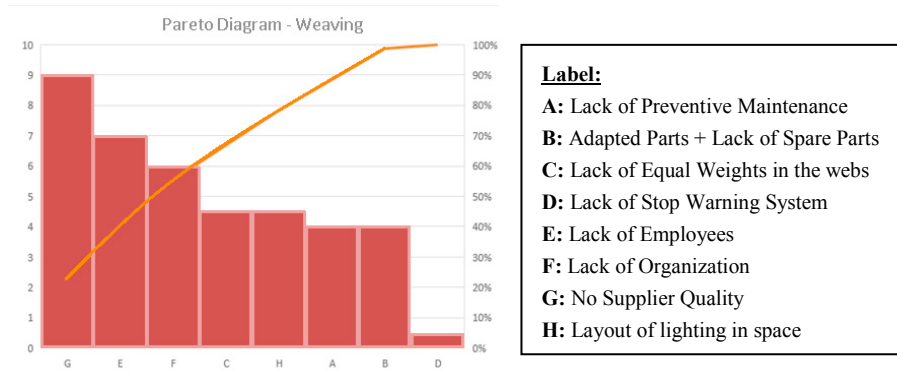 Pareto Diagram - Weaving
10 100%
9 90%
8 80%
7 70%
6 60%
5 50%
4 40%
3 30%
2 20%
1 10%
0 0%
G E F C H A B D
Label:
A: Lack of Preventive Maintenance
B: Adapted Parts + Lack of Spare Parts
C: Lack of Equal Weights in the webs
D: Lack of Stop Warning System
E: Lack of Employees
F: Lack of Organization
G: No Supplier Quality
H: Layout of lighting in space